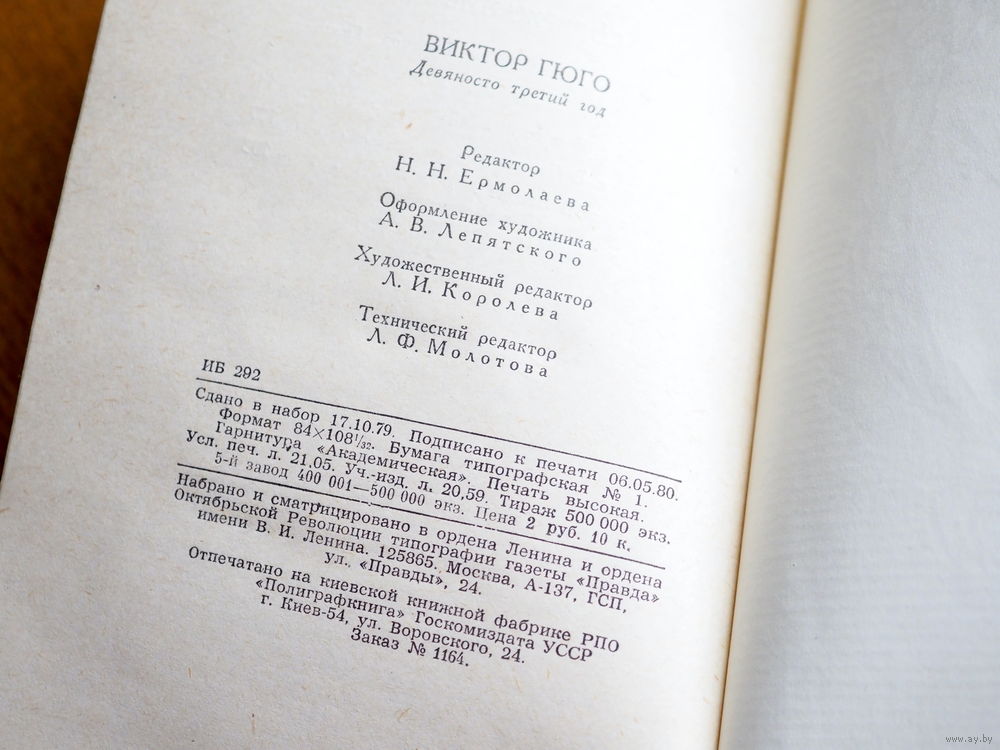 ВИКТОР ГЮГО
Девяносто третий год
Редактор
Н. Н. Ермолаева
Оформление художника
А. В. Лепятского
Художественный редактор
Л. И. Королева
Технический редактор
Л. Ф. Молотова
ИБ 292
Сдано в набор 17.10.79. Подписано к печати 06.05.80.
Формат 84×108¹/₃₂. Бумага типографская № 1
Гарнитура «Академическая». Печать высокая.
Усл. печ. л. 21,05. Уч.-изд. л. 20,59. Тираж 500 000 экз.
5-й завод 400 001—500 000 экз. Цена 2 руб. 10 к.
Набрано и сматрицировано в ордена Ленина и ордена
Октябрьской Революции типографии газеты «Правда»
имени В. И. Ленина. 125865. Москва, А-137, ГСП,
ул. «Правды», 24.
Отпечатано на киевской книжной фабрике РПО
«Полиграфкнига» Госкомиздата УССР
г. Киев-54, ул. Воровского, 24.
Заказ № 1164.
www.ay.by